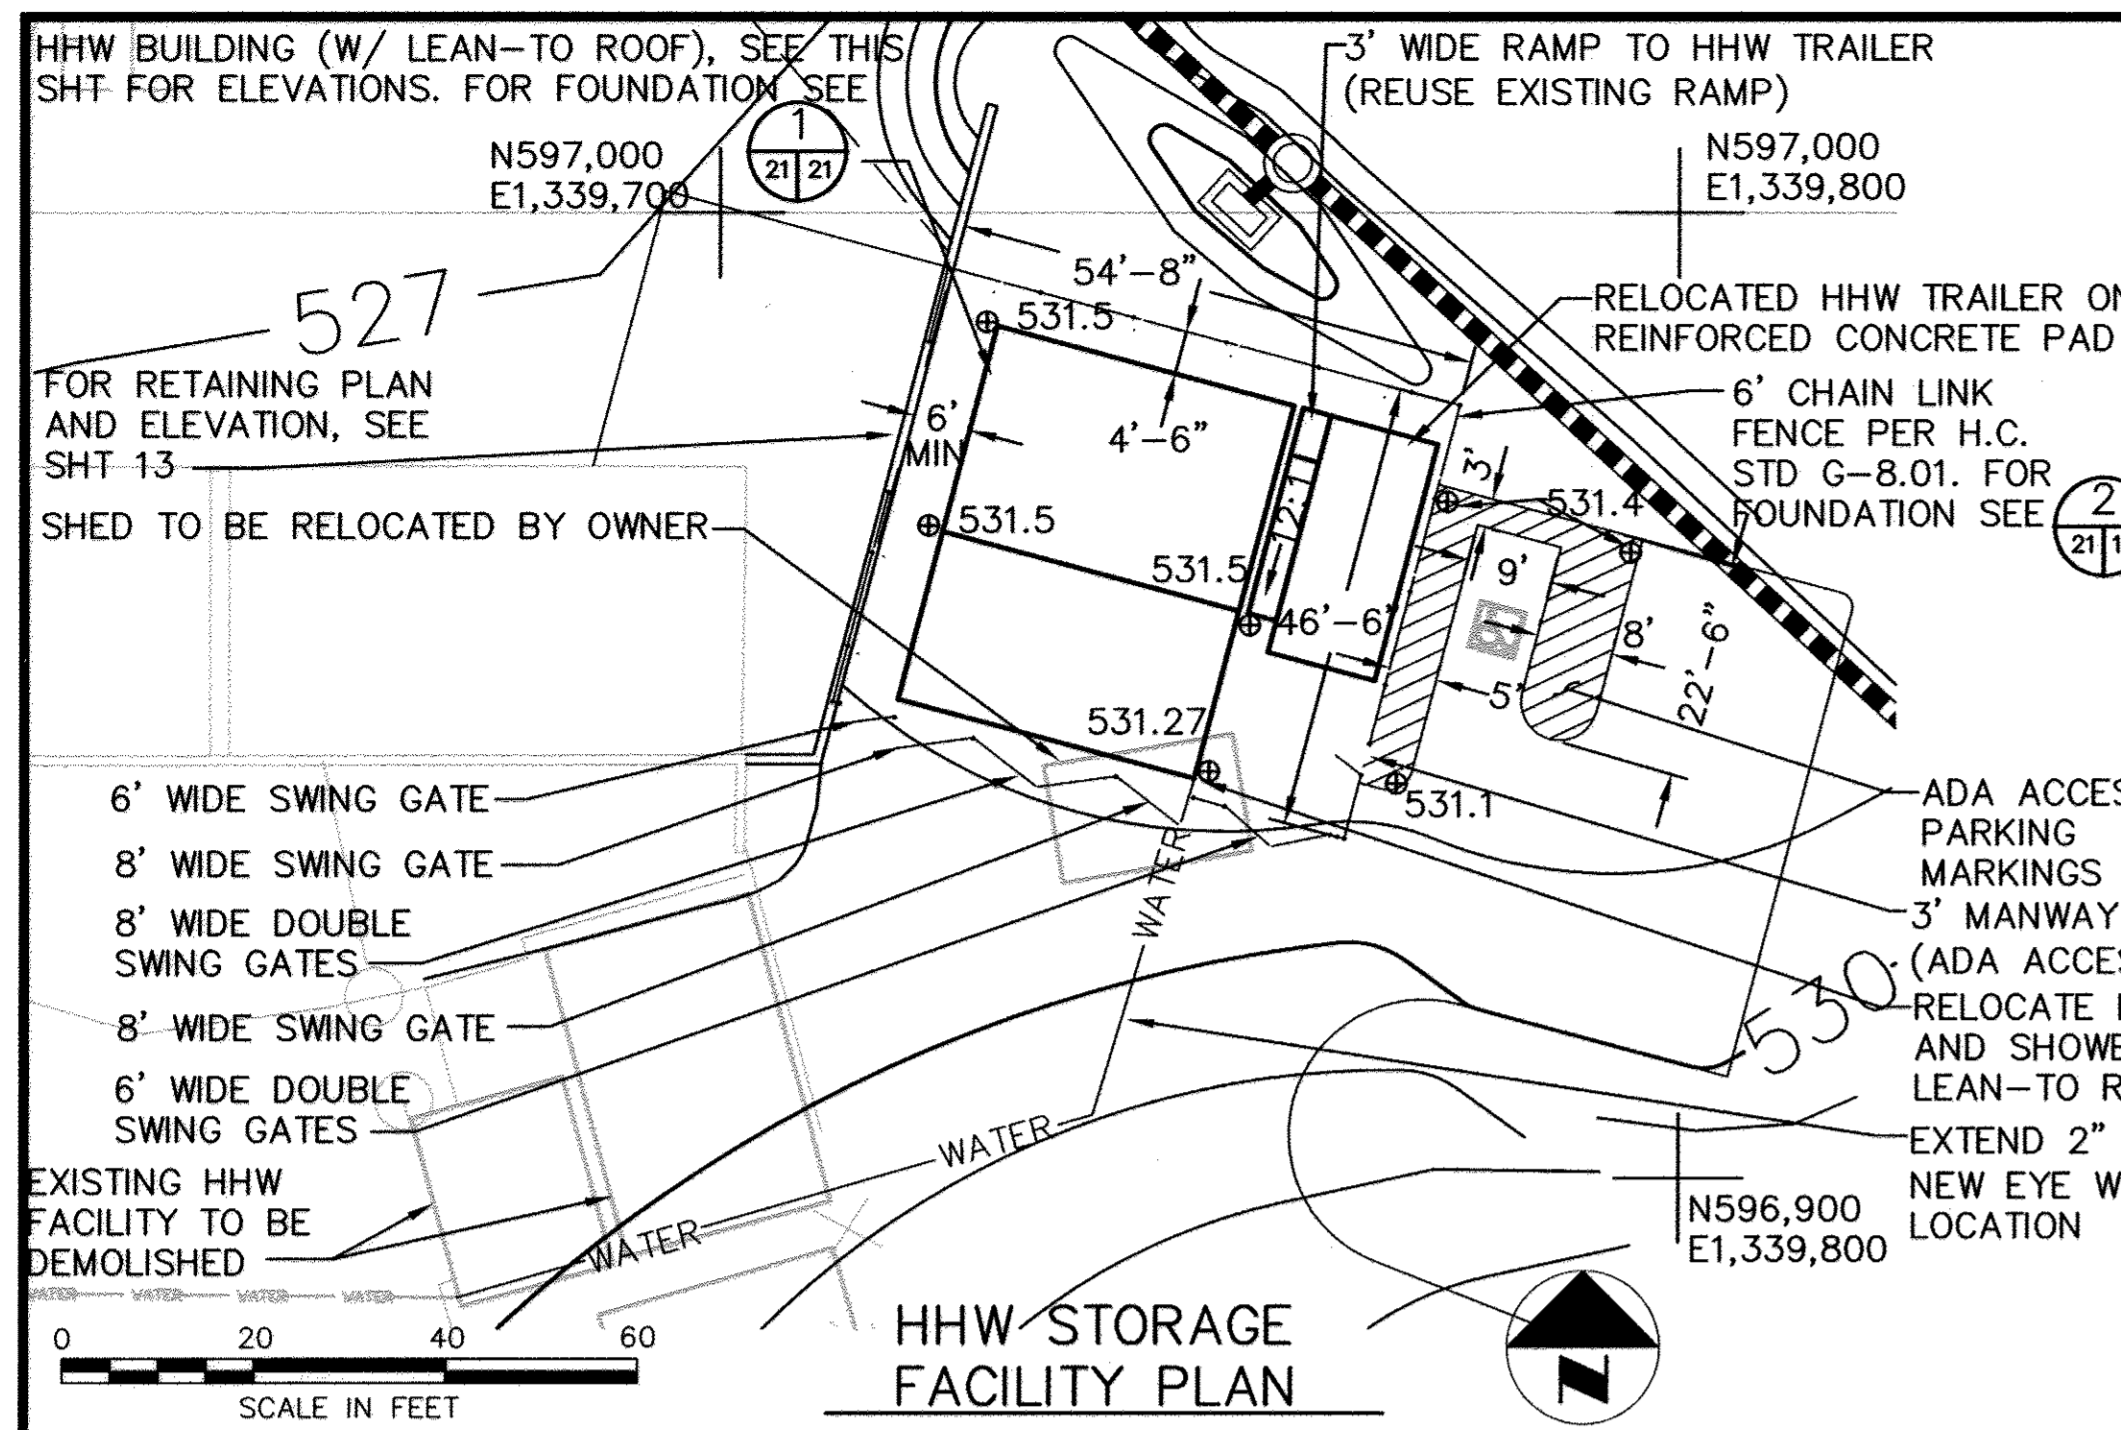 HHW BUILDING (W/ LEAN-TO ROOF), SEE THIS
SHT FOR ELEVATIONS. FOR FOUNDATION SEE
1
21 21
N597,000
E1,339,700
3' WIDE RAMP TO HHW TRAILER
(REUSE EXISTING RAMP)
N597,000
E1,339,800
527
54'-8"
531.5
RELOCATED HHW TRAILER ON
REINFORCED CONCRETE PAD
FOR RETAINING PLAN
AND ELEVATION, SEE
SHT 13
6'
MIN
4'-6"
6' CHAIN LINK
FENCE PER H.C.
STD G-8.01. FOR
FOUNDATION SEE
2
21
3'
12:1
531.4
SHED TO BE RELOCATED BY OWNER
531.5
531.5
9'
46'-6"
8'
22'-6"
5'
531.27
531.1
6' WIDE SWING GATE
8' WIDE SWING GATE
8' WIDE DOUBLE
SWING GATES
8' WIDE SWING GATE
6' WIDE DOUBLE
SWING GATES
EXISTING HHW
FACILITY TO BE
DEMOLISHED
ADA ACCES
PARKING
MARKINGS
3' MANWAY
(ADA ACCES
RELOCATE
AND SHOWE
LEAN-TO R
EXTEND 2"
NEW EYE W
LOCATION
530
WATER
WATER
WATER
WATER WATER WATER WATER
N596,900
E1,339,800
0 20 40 60
SCALE IN FEET
HHW STORAGE
FACILITY PLAN
N